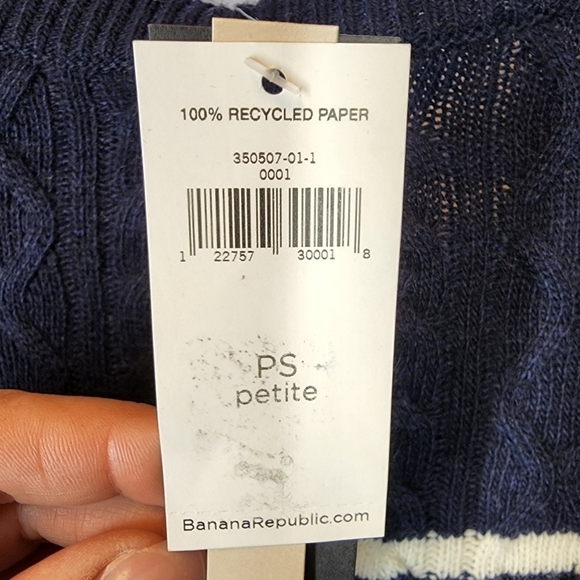 100% RECYCLED PAPER
350507-01-1
0001
1 22757 30001 8
PS
petite
BananaRepublic.com